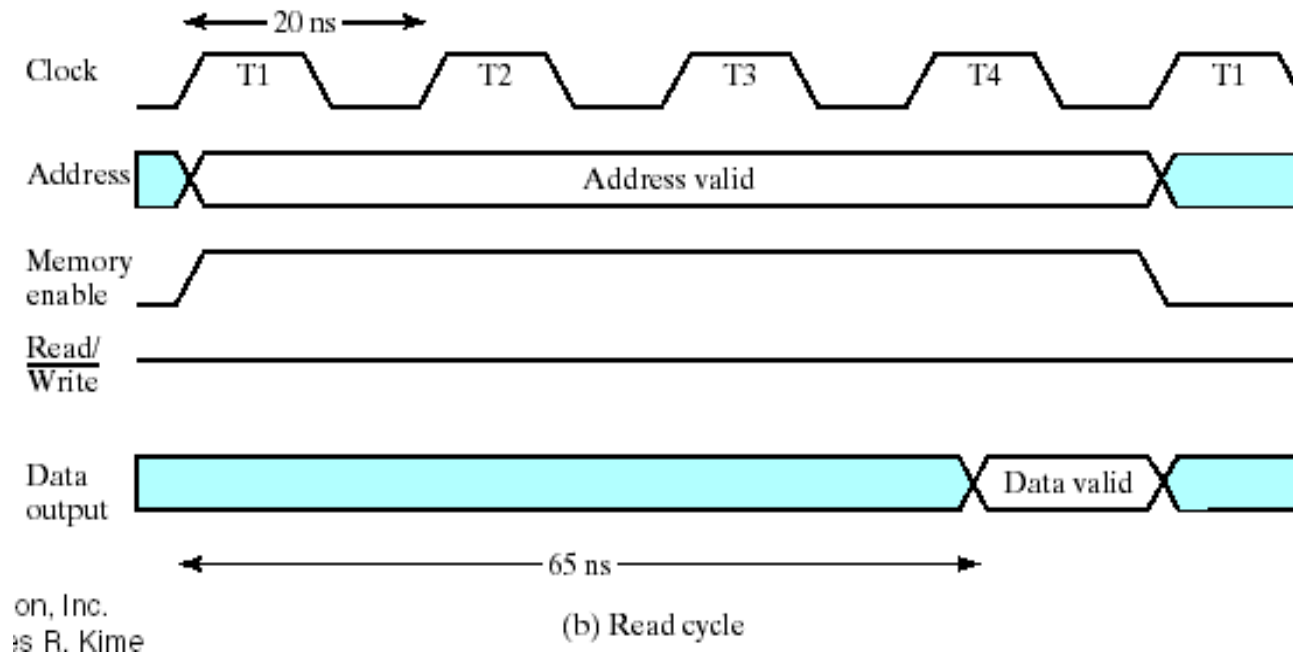 20 ns
Clock T1 T2 T3 T4 T1
Address Address valid
Memory
enable
Read/
Write
Data
output Data valid
65 ns
on, Inc.
(b) Read cycle
es R. Kime